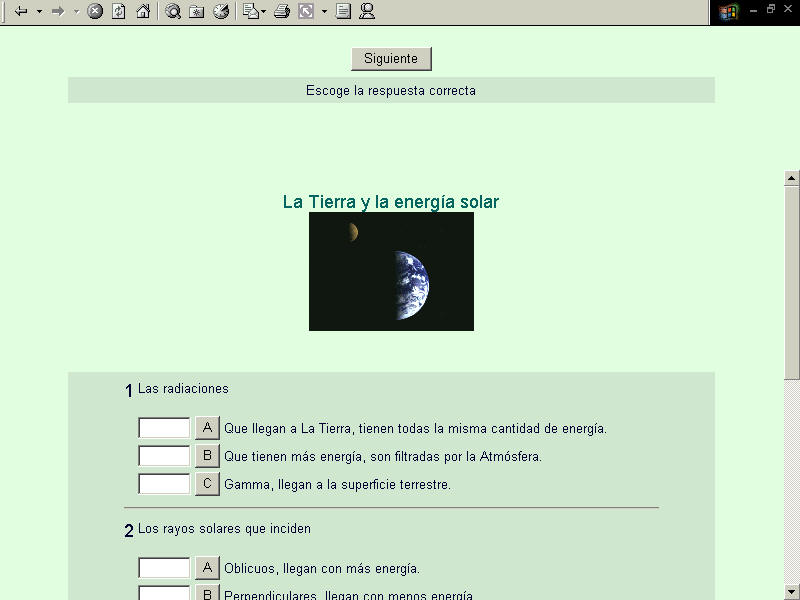 Siguiente
Escoge la respuesta correcta
La Tierra y la energía solar
1 Las radiaciones
A Que llegan a La Tierra, tienen todas la misma cantidad de energía.
B Que tienen más energía, son filtradas por la Atmósfera.
C Gamma, llegan a la superficie terrestre.
2 Los rayos solares que inciden
A Oblicuos, llegan con más energía.
B Perpendiculares, llegan con menos energía